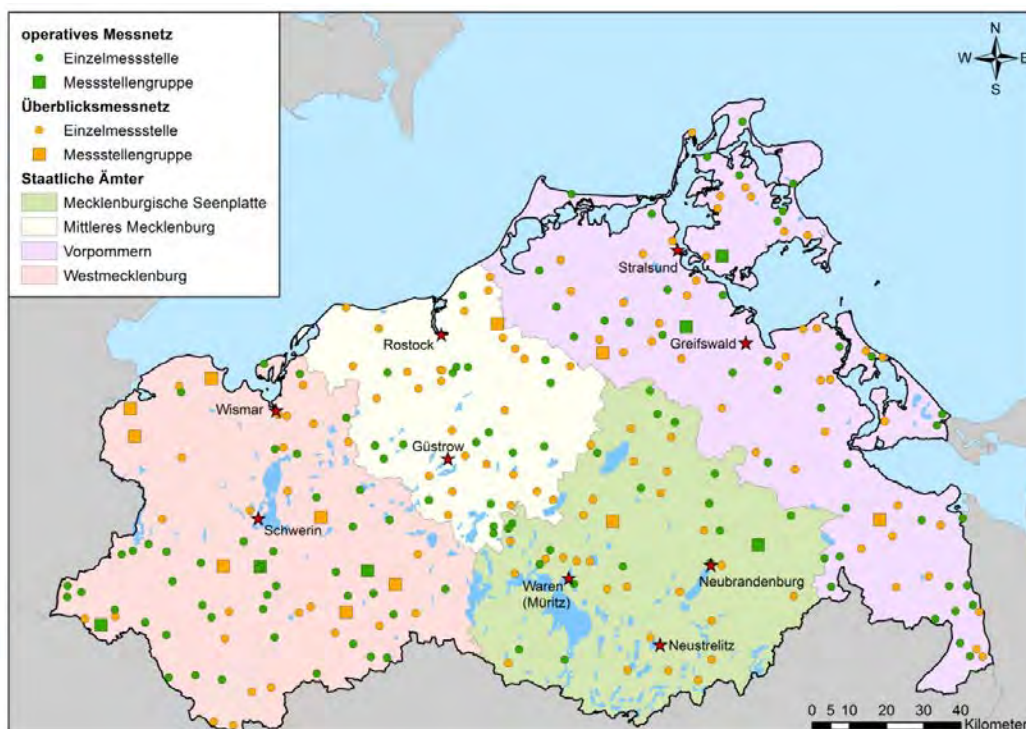 operatives Messnetz
Einzelmessstelle
Messstellengruppe
Überblicksmessnetz
Einzelmessstelle
Messstellengruppe
Staatliche Ämter
Mecklenburgische Seenplatte
Mittleres Mecklenburg
Vorpommern
Westmecklenburg
N
W E
S
Stralsund
Greifswald
Rostock
Wismar
Güstrow
Schwerin
Waren
(Müritz)
Neubrandenburg
Neustrelitz
0 5 10 20 30 40
Kilometer